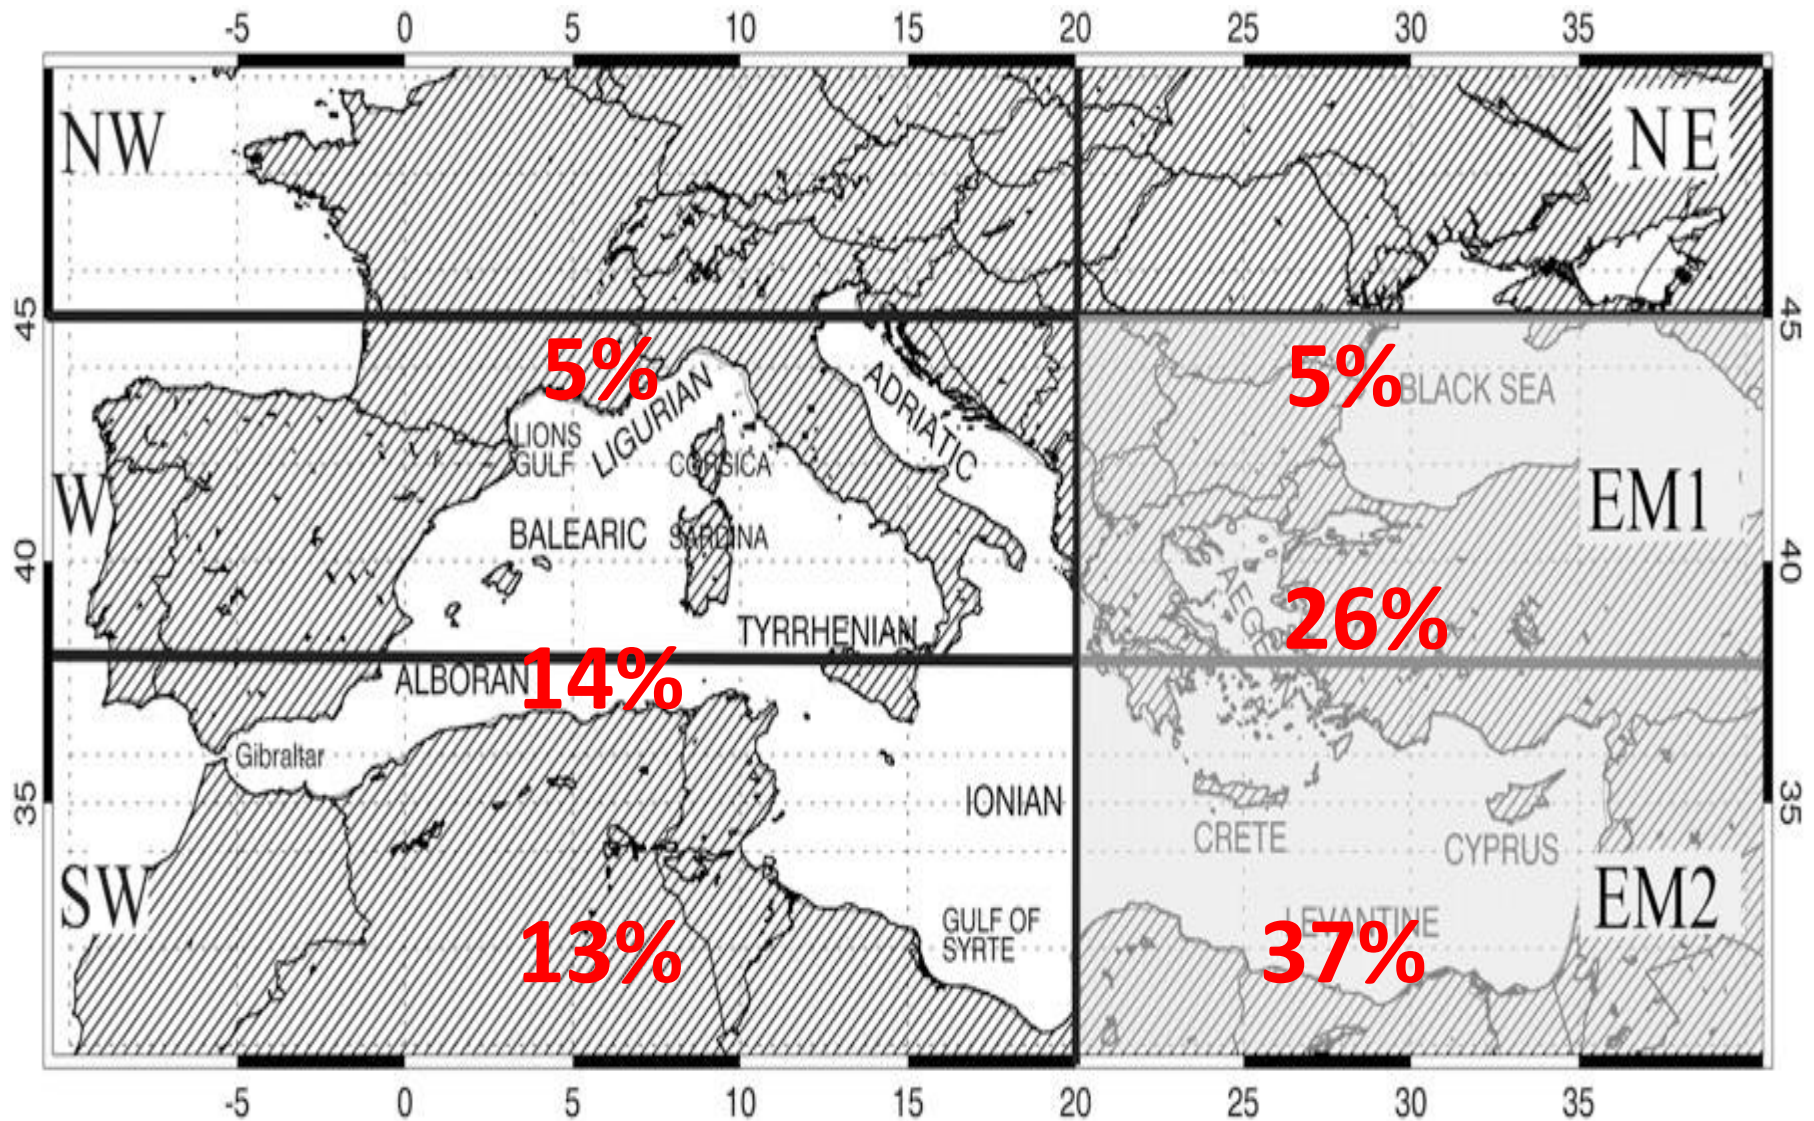 -5 0 5 10 15 20 25 30 35
NW
NE
45
45
5%
5%
BLACK SEA
LIGURIAN
ADRIATIC
LIONS
GULF
CORSICA
W
EM1
BALEARIC
SARDINA
40
40
AEGEAN
26%
TYRRHENIAN
ALBORAN
14%
Gibraltar
35
35
IONIAN
CRETE
CYPRUS
SW
EM2
GULF OF
SYRTE
LEVANTINE
13%
37%
-5 0 5 10 15 20 25 30 35